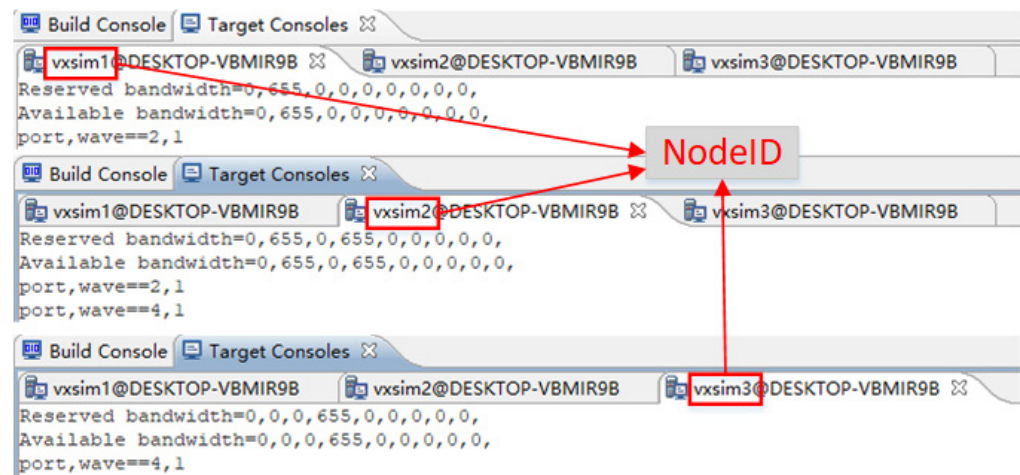 Build Console Target Consoles
vxsim1@DESKTOP-VBMIR9B vxsim2@DESKTOP-VBMIR9B vxsim3@DESKTOP-VBMIR9B
Reserved bandwidth=0,655,0,0,0,0,0,0,0,
Available bandwidth=0,655,0,0,0,0,0,0,0,
port,wave==2,1
NodeID
Build Console Target Consoles
vxsim1@DESKTOP-VBMIR9B vxsim2@DESKTOP-VBMIR9B vxsim3@DESKTOP-VBMIR9B
Reserved bandwidth=0,655,0,655,0,0,0,0,0,
Available bandwidth=0,655,0,655,0,0,0,0,0,
port,wave==2,1
port,wave==4,1
Build Console Target Consoles
vxsim1@DESKTOP-VBMIR9B vxsim2@DESKTOP-VBMIR9B vxsim3@DESKTOP-VBMIR9B
Reserved bandwidth=0,0,0,655,0,0,0,0,0,
Available bandwidth=0,0,0,655,0,0,0,0,0,
port,wave==4,1